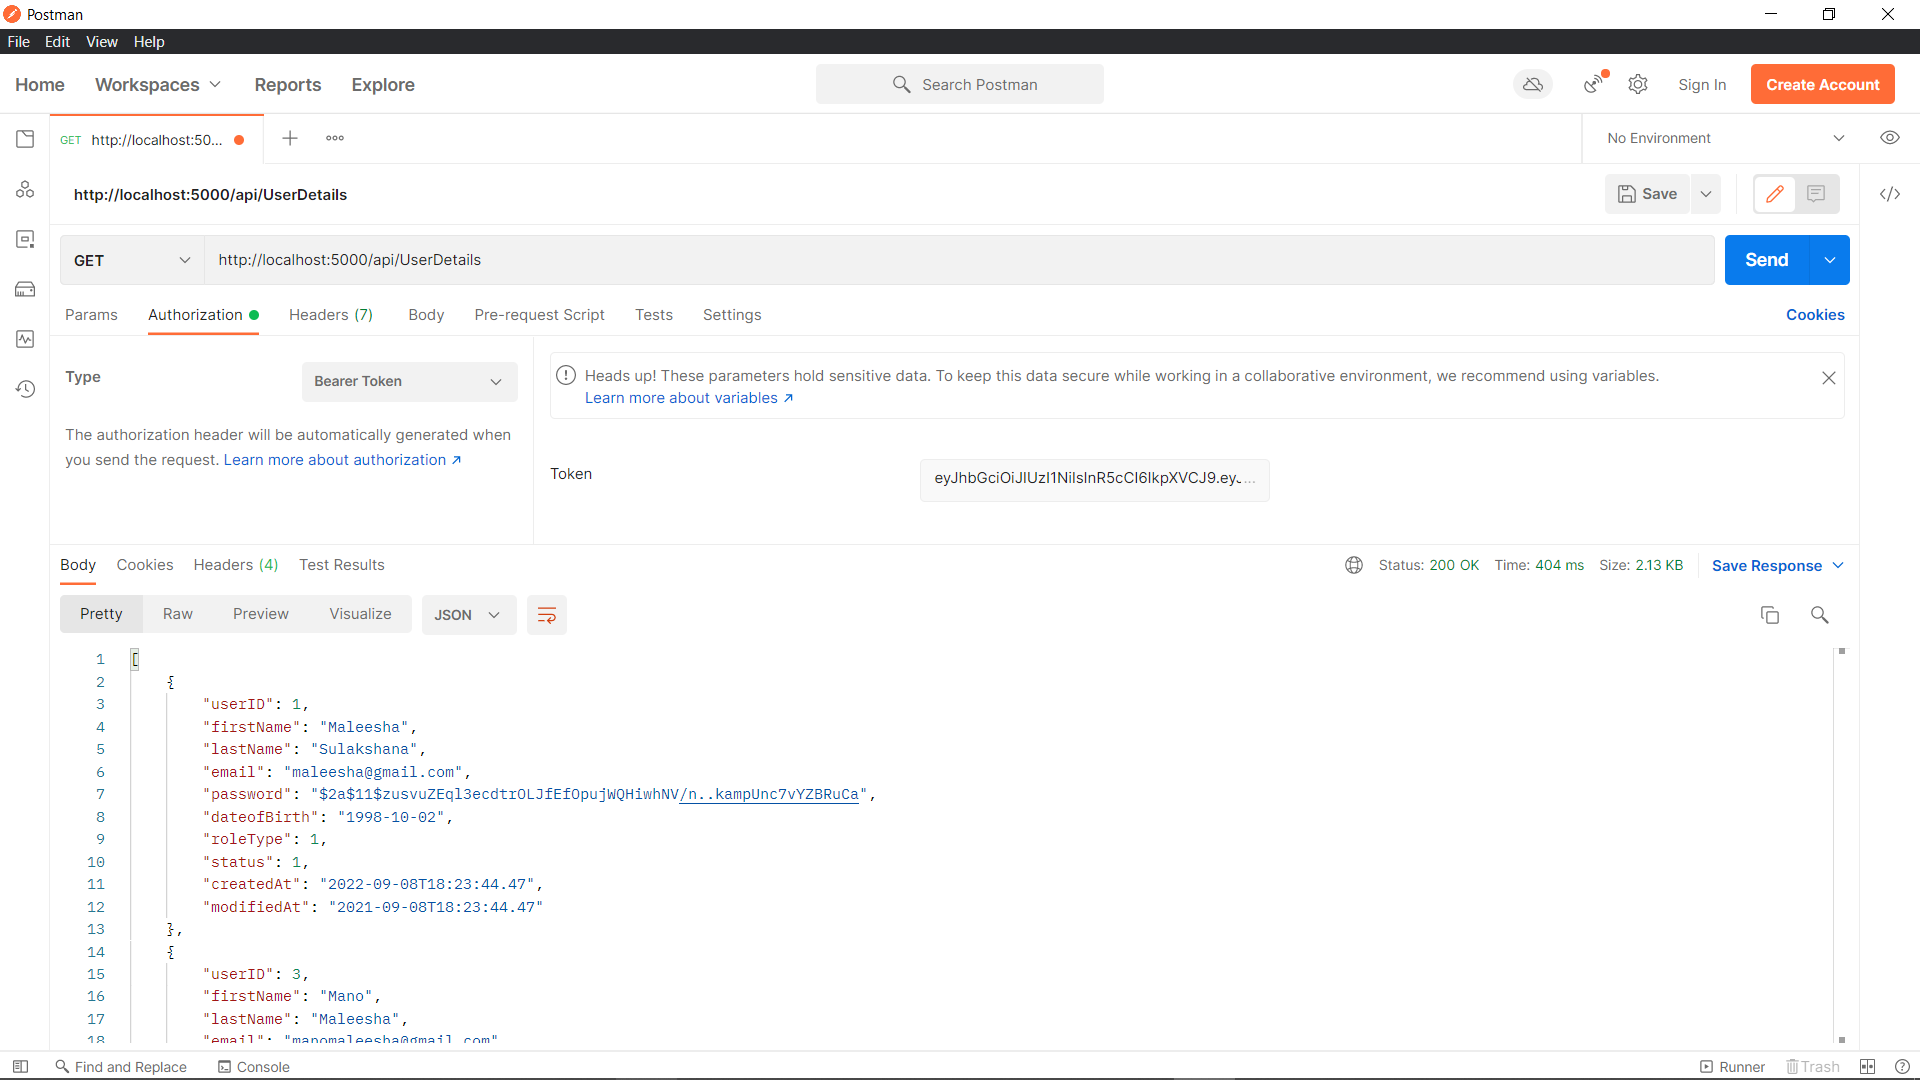 Postman
File Edit View Help
Home Workspaces Reports Explore Search Postman Sign In Create Account
GET http://localhost:50... No Environment
http://localhost:5000/api/UserDetails Save
GET http://localhost:5000/api/UserDetails Send
Params Authorization Headers (7) Body Pre-request Script Tests Settings Cookies
Type Bearer Token
Heads up! These parameters hold sensitive data. To keep this data secure while working in a collaborative environment, we recommend using variables.
Learn more about variables ↗
The authorization header will be automatically generated when
you send the request. Learn more about authorization ↗
Token eyJhbGciOiJIUzI1NiIsInR5cCI6IkpXVCJ9.eyJ...
Body Cookies Headers (4) Test Results Status: 200 OK Time: 404 ms Size: 2.13 KB Save Response
Pretty Raw Preview Visualize JSON
1 [
2 {
3 "userID": 1,
4 "firstName": "Maleesha",
5 "lastName": "Sulakshana",
6 "email": "maleesha@gmail.com",
7 "password": "$2a$11$zusvuZEql3ecdtrOLJfEfOpujWQHiwhNV/n..kampUnc7vYZBRuCa",
8 "dateofBirth": "1998-10-02",
9 "roleType": 1,
10 "status": 1,
11 "createdAt": "2022-09-08T18:23:44.47",
12 "modifiedAt": "2021-09-08T18:23:44.47"
13 },
14 {
15 "userID": 3,
16 "firstName": "Mano",
17 "lastName": "Maleesha",
18 "email": "manomaleesha@gmail.com"
Find and Replace Console Runner Trash